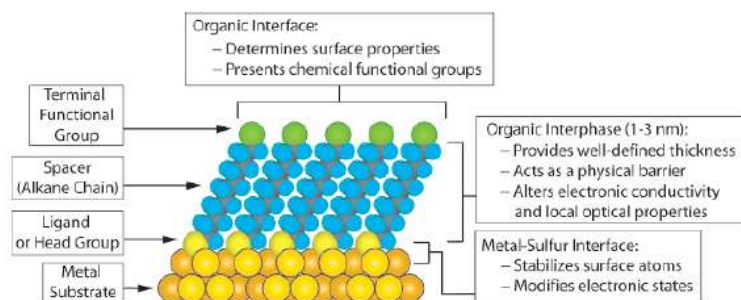 Organic Interface:
– Determines surface properties
– Presents chemical functional groups
Terminal
Functional
Group
Spacer
(Alkane Chain)
Ligand
or Head Group
Metal
Substrate
Organic Interphase (1-3 nm):
– Provides well-defined thickness
– Acts as a physical barrier
– Alters electronic conductivity
and local optical properties
Metal-Sulfur Interface:
– Stabilizes surface atoms
– Modifies electronic states